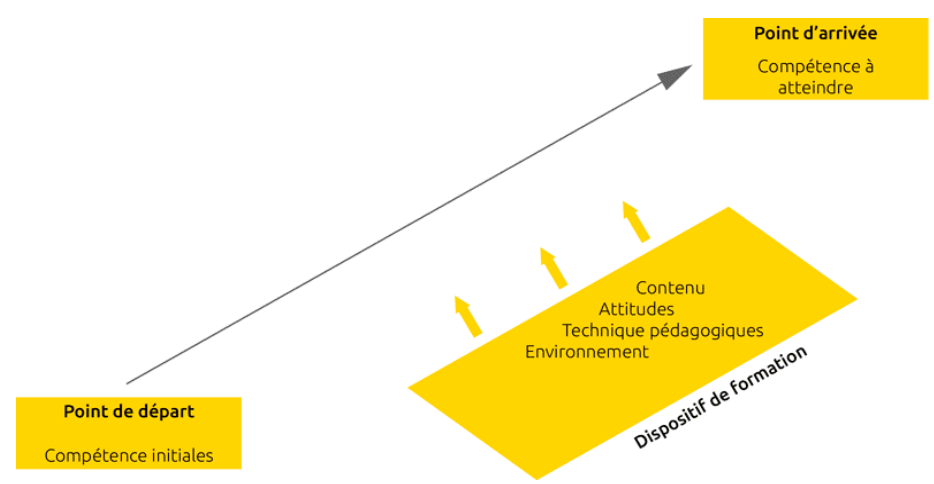 Point d’arrivée
Compétence à
atteindre
Contenu
Attitudes
Technique pédagogiques
Environnement
Dispositif de formation
Point de départ
Compétence initiales